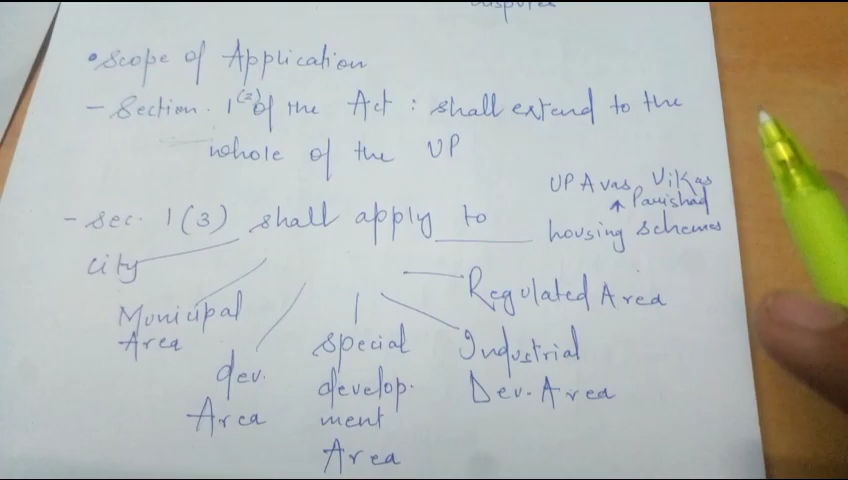 disputes
• Scope of Application
- Section. 1(2) of the Act : shall extend to the
whole of the UP
UP Avas Vikas
Parishad
- Sec. 1(3) shall apply to
housing schemes
city
Municipal
Area
dev.
Area
special
develop.
ment
Area
Industrial
Dev. Area
Regulated Area